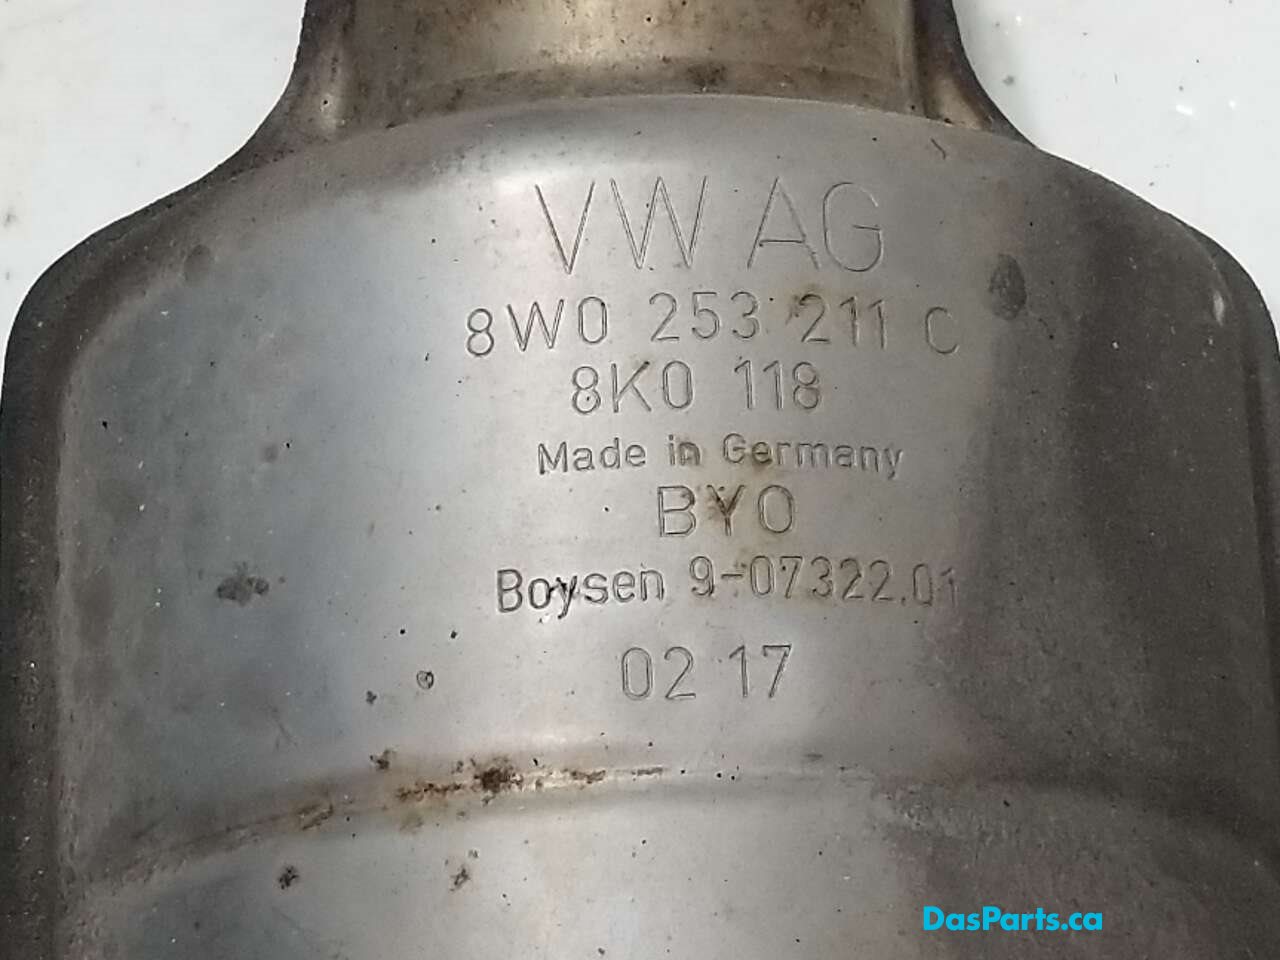 VW AG
8W0 253 211 C
8K0 118
Made in Germany
BYO
Boysen 9-07322.01
02 17
DasParts.ca